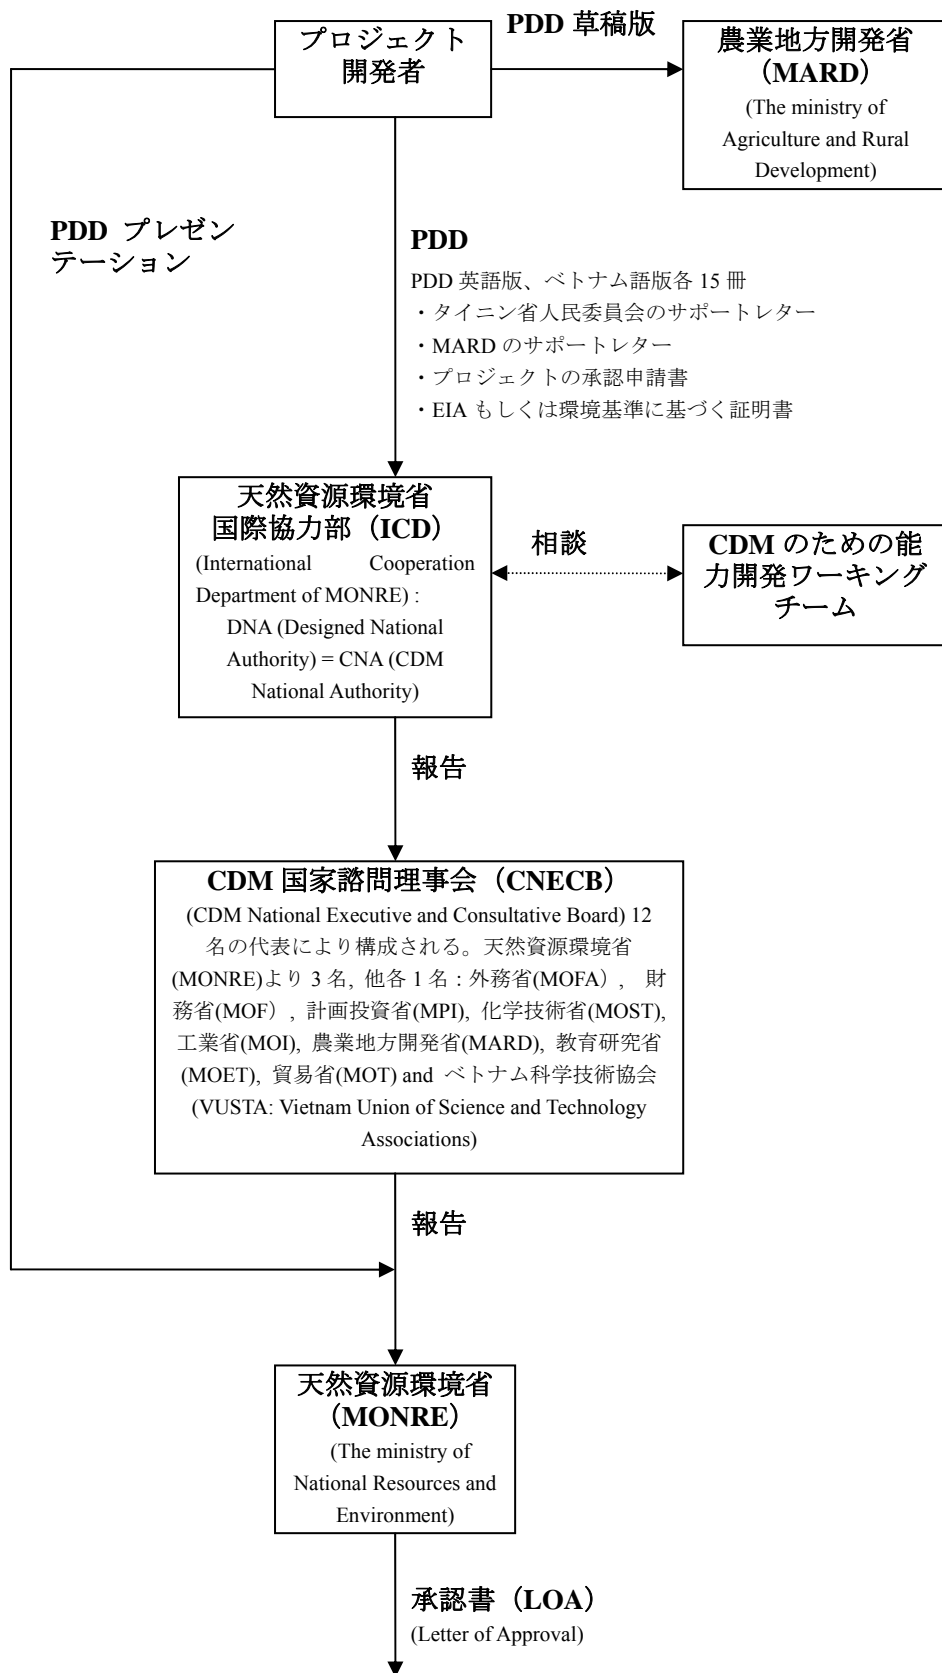 プロジェクト
開発者
PDD 草稿版
農業地方開発省
（MARD）
(The ministry of
Agriculture and Rural
Development)
PDD プレゼン
テーション
PDD
PDD 英語版、ベトナム語版各 15 冊
・タイニン省人民委員会のサポートレター
・MARD のサポートレター
・プロジェクトの承認申請書
・EIA もしくは環境基準に基づく証明書
天然資源環境省
国際協力部（ICD）
(International Cooperation
Department of MONRE) :
DNA (Designed National
Authority) = CNA (CDM
National Authority)
相談
CDM のための能
力開発ワーキング
チーム
報告
CDM 国家諮問理事会（CNECB）
(CDM National Executive and Consultative Board) 12
名の代表により構成される。天然資源環境省
(MONRE)より 3 名, 他各 1 名：外務省(MOFA）, 財
務省(MOF）, 計画投資省(MPI), 化学技術省(MOST),
工業省(MOI), 農業地方開発省(MARD), 教育研究省
(MOET), 貿易省(MOT) and ベトナム科学技術協会
(VUSTA: Vietnam Union of Science and Technology
Associations)
報告
天然資源環境省
（MONRE）
(The ministry of
National Resources and
Environment)
承認書（LOA）
(Letter of Approval)